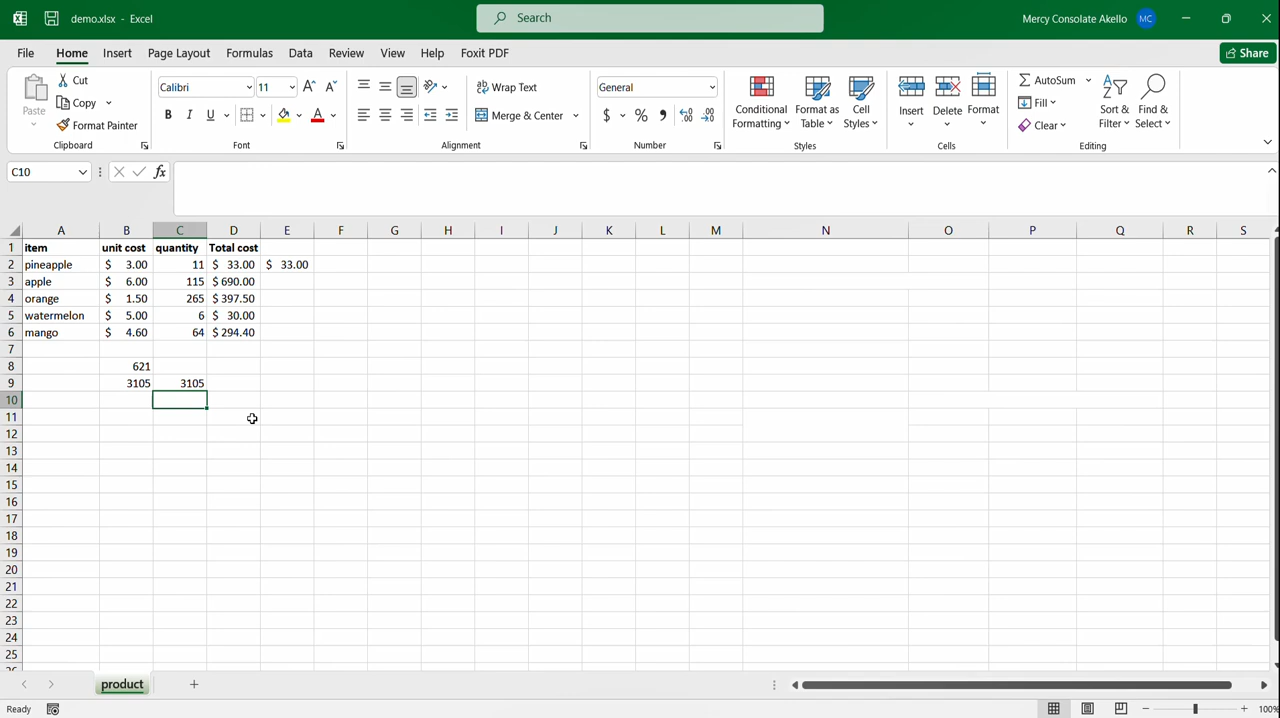 demo.xlsx - Excel
Search
Mercy Consolate Akello MC
File Home Insert Page Layout Formulas Data Review View Help Foxit PDF Share
Paste
Cut
Copy
Format Painter
Clipboard
Calibri 11
B I U
Font
Wrap Text
Merge & Center
Alignment
General
$ % ,
Number
Conditional Formatting
Format as Table
Cell Styles
Styles
Insert Delete Format
Cells
AutoSum
Fill
Clear
Sort & Filter
Find & Select
Editing
C10 fx
A B C D E F G H I J K L M N O P Q R S
1 item unit cost quantity Total cost
2 pineapple $ 3.00 11 $ 33.00 $ 33.00
3 apple $ 6.00 115 $ 690.00
4 orange $ 1.50 265 $ 397.50
5 watermelon $ 5.00 6 $ 30.00
6 mango $ 4.60 64 $ 294.40
7
8 621
9 3105 3105
10
11
12
13
14
15
16
17
18
19
20
21
22
23
24
25
product
Ready 100%